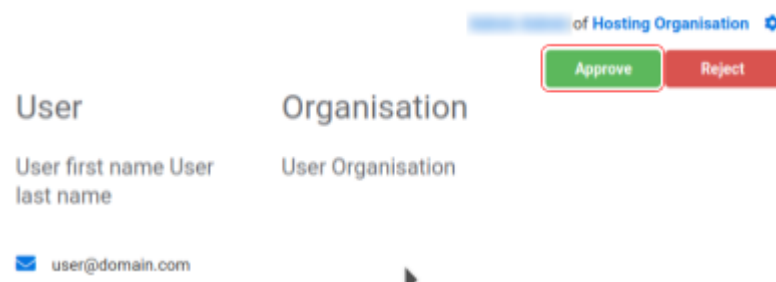 of Hosting Organisation
Approve Reject
User Organisation
User first name User User Organisation
last name
user@domain.com